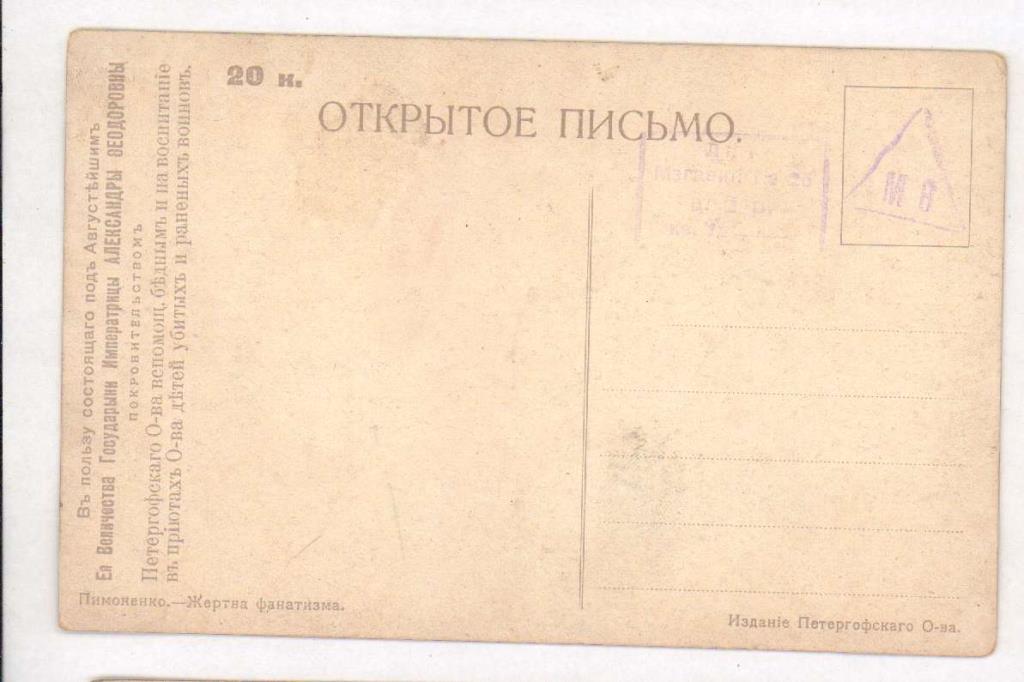 20 к.
ОТКРЫТОЕ ПИСЬМО.
М 8
Въ пользу состоящаго подъ Августѣйшимъ
Ея Величества Государыни Императрицы АЛЕКСАНДРЫ ѲЕОДОРОВНЫ
покровительствомъ
Петергофскаго О-ва вспомощ. бѣднымъ и на воспитаніе
въ пріютахъ О-ва дѣтей убитыхъ и раненыхъ воиновъ.
Пимоненко.—Жертва фанатизма.
Изданіе Петергофскаго О-ва.